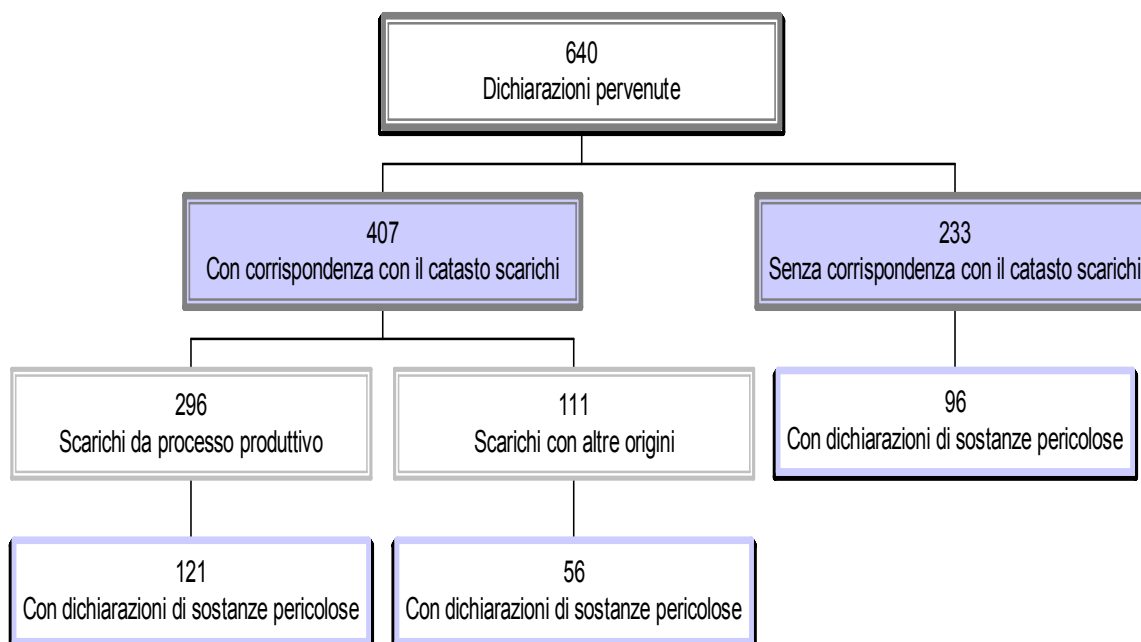 640
Dichiarazioni pervenute
407
Con corrispondenza con il catasto scarichi
233
Senza corrispondenza con il catasto scarichi
296
Scarichi da processo produttivo
111
Scarichi con altre origini
96
Con dichiarazioni di sostanze pericolose
121
Con dichiarazioni di sostanze pericolose
56
Con dichiarazioni di sostanze pericolose